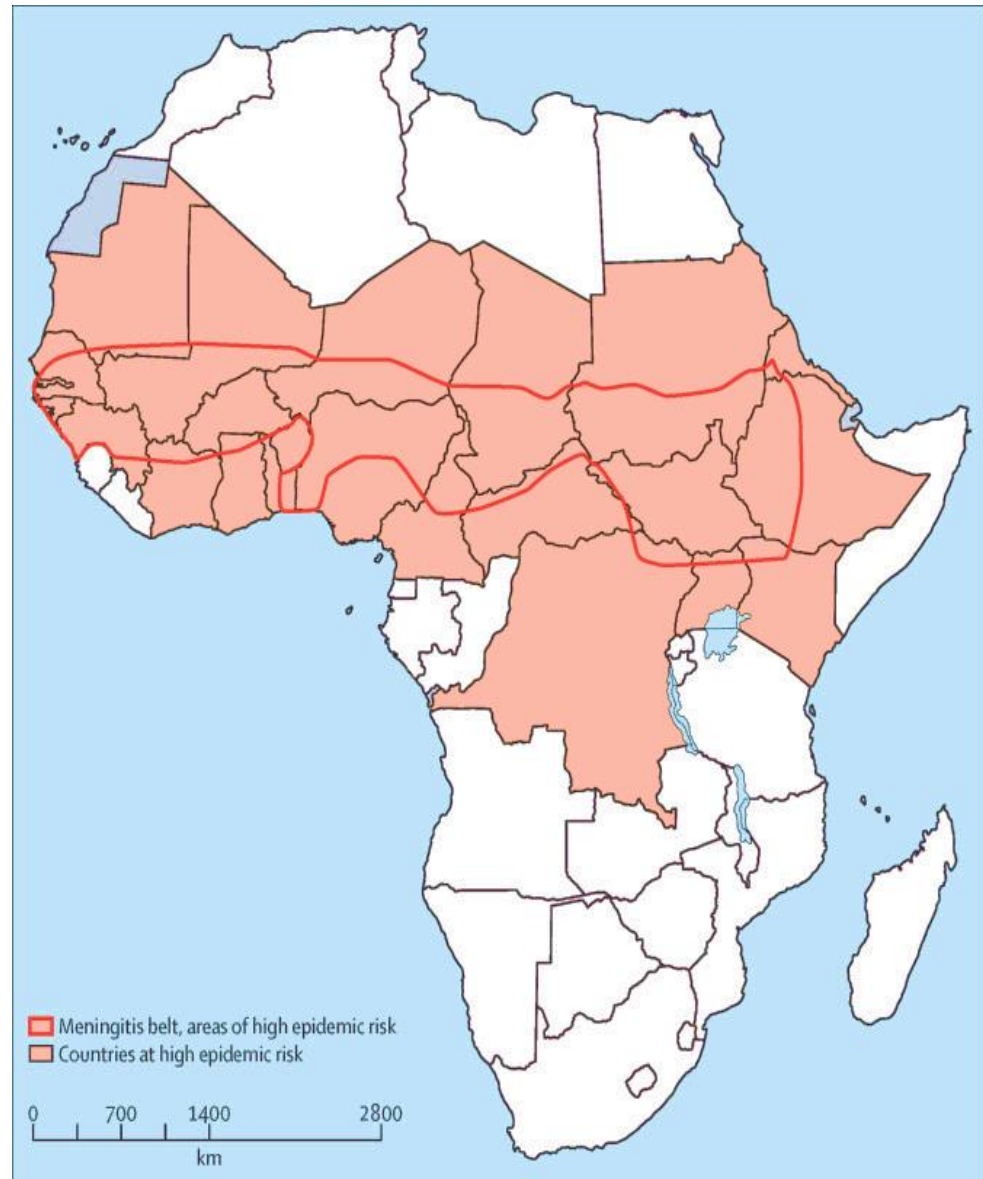 Meningitis belt, areas of high epidemic risk
Countries at high epidemic risk
0 700 1400 2800
km